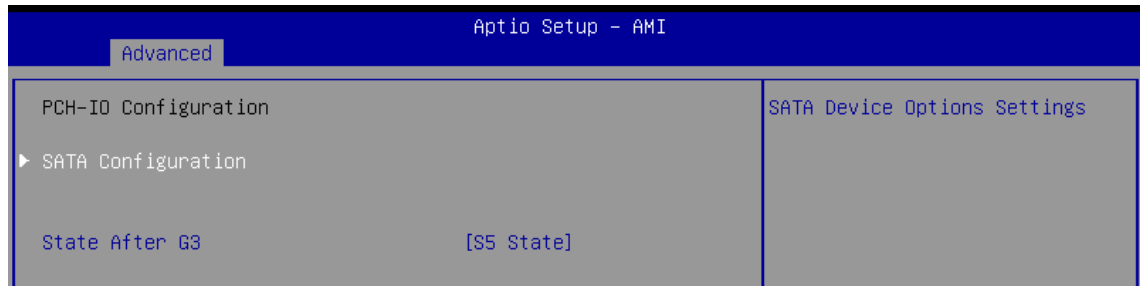 Aptio Setup – AMI
Advanced
PCH-IO Configuration
SATA Device Options Settings
SATA Configuration
State After G3 [S5 State]